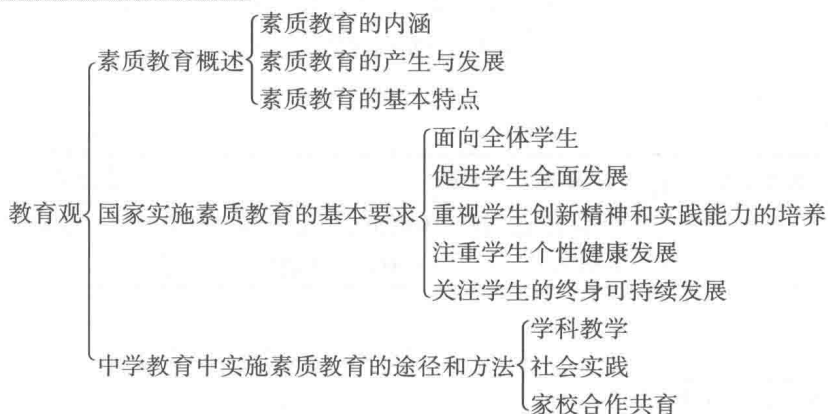 素质教育的内涵
素质教育概述
素质教育的产生与发展
素质教育的基本特点
面向全体学生
促进学生全面发展
教育观
国家实施素质教育的基本要求
重视学生创新精神和实践能力的培养
注重学生个性健康发展
关注学生的终身可持续发展
学科教学
中学教育中实施素质教育的途径和方法
社会实践
家校合作共育